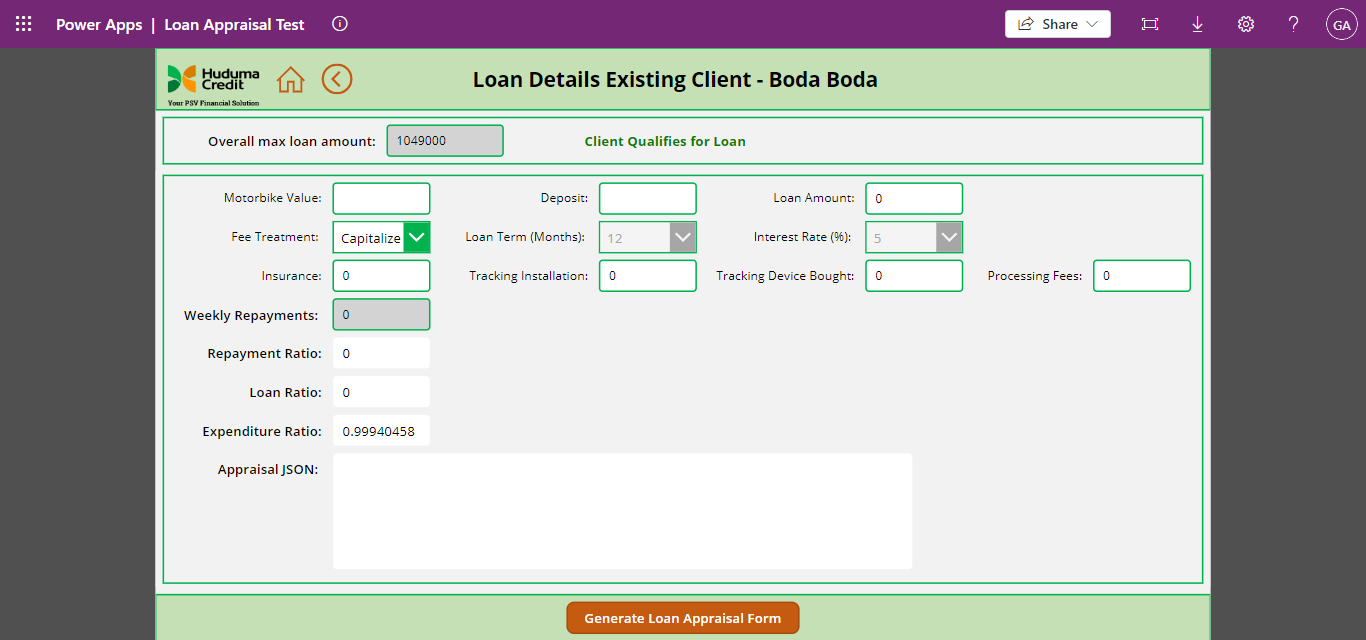 Power Apps | Loan Appraisal Test
Share
?
GA
Huduma
Credit
Your PSV Financial Solution
Loan Details Existing Client - Boda Boda
Overall max loan amount: 1049000 Client Qualifies for Loan
Motorbike Value: Deposit: Loan Amount: 0
Fee Treatment: Capitalize Loan Term (Months): 12 Interest Rate (%): 5
Insurance: 0 Tracking Installation: 0 Tracking Device Bought: 0 Processing Fees: 0
Weekly Repayments: 0
Repayment Ratio: 0
Loan Ratio: 0
Expenditure Ratio: 0.99940458
Appraisal JSON:
Generate Loan Appraisal Form